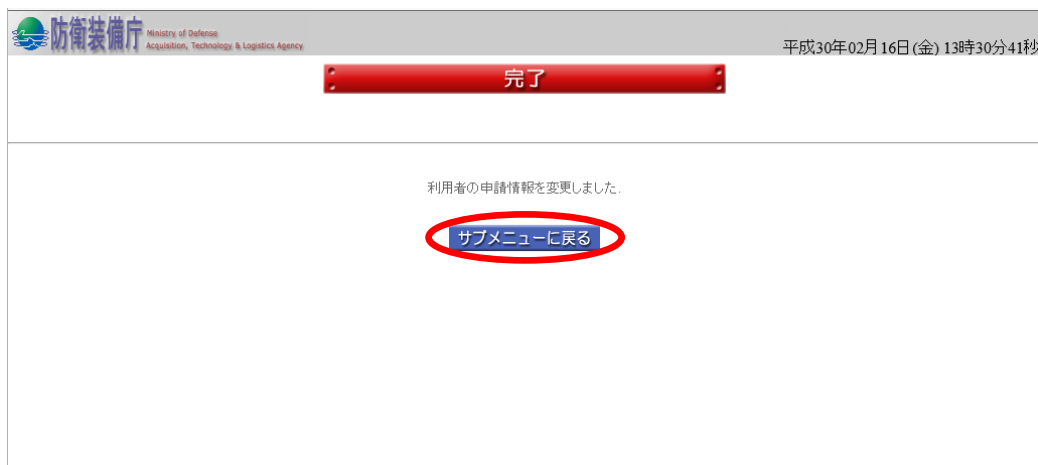 防衛装備庁
Ministry of Defense
Acquisition, Technology & Logistics Agency
平成30年02月16日(金) 13時30分41秒
完了
利用者の申請情報を変更しました.
サブメニューに戻る